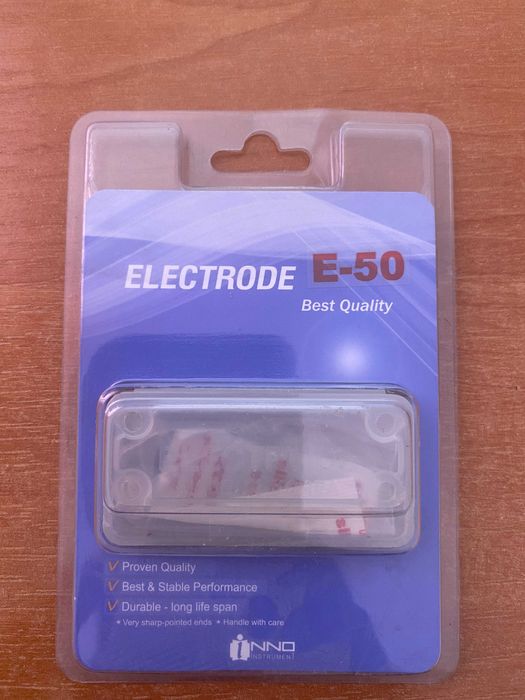 ELECTRODE E-50
Best Quality
✓ Proven Quality
✓ Best & Stable Performance
✓ Durable - long life span
* Very sharp-pointed ends * Handle with care
iNNO
INSTRUMENT